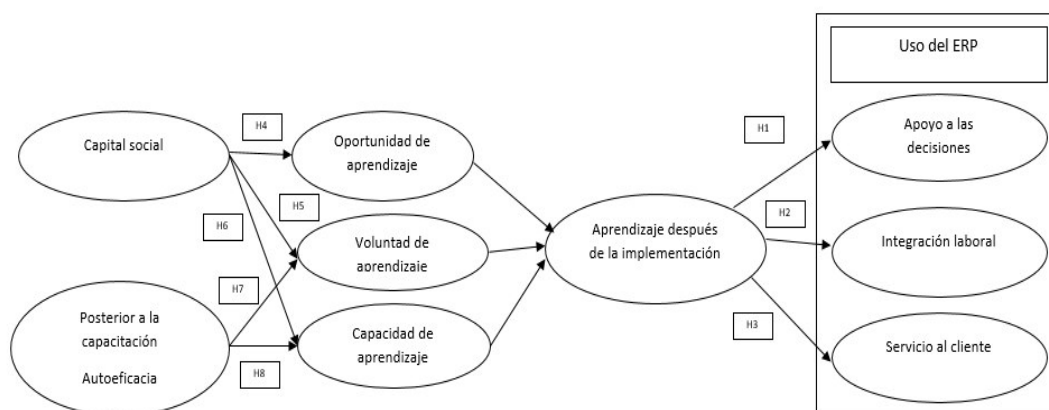 Uso del ERP
Capital social
H4
Oportunidad de
aprendizaje
H1
Apoyo a las
decisiones
H5
H6
Voluntad de
aprendizaje
Aprendizaje después
de la implementación
H2
Integración laboral
H7
Posterior a la
capacitación
Autoeficacia
H8
Capacidad de
aprendizaje
H3
Servicio al cliente